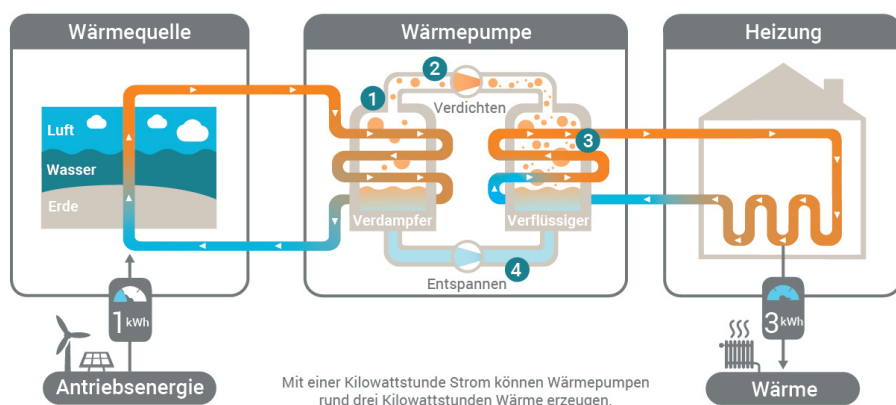 Wärmequelle
Wärmepumpe
Heizung
Luft
Wasser
Erde
1
2
Verdichten
3
Verdampfer
Verflüssiger
4
Entspannen
1 kWh
3 kWh
Antriebsenergie
Mit einer Kilowattstunde Strom können Wärmepumpen
rund drei Kilowattstunden Wärme erzeugen.
Wärme